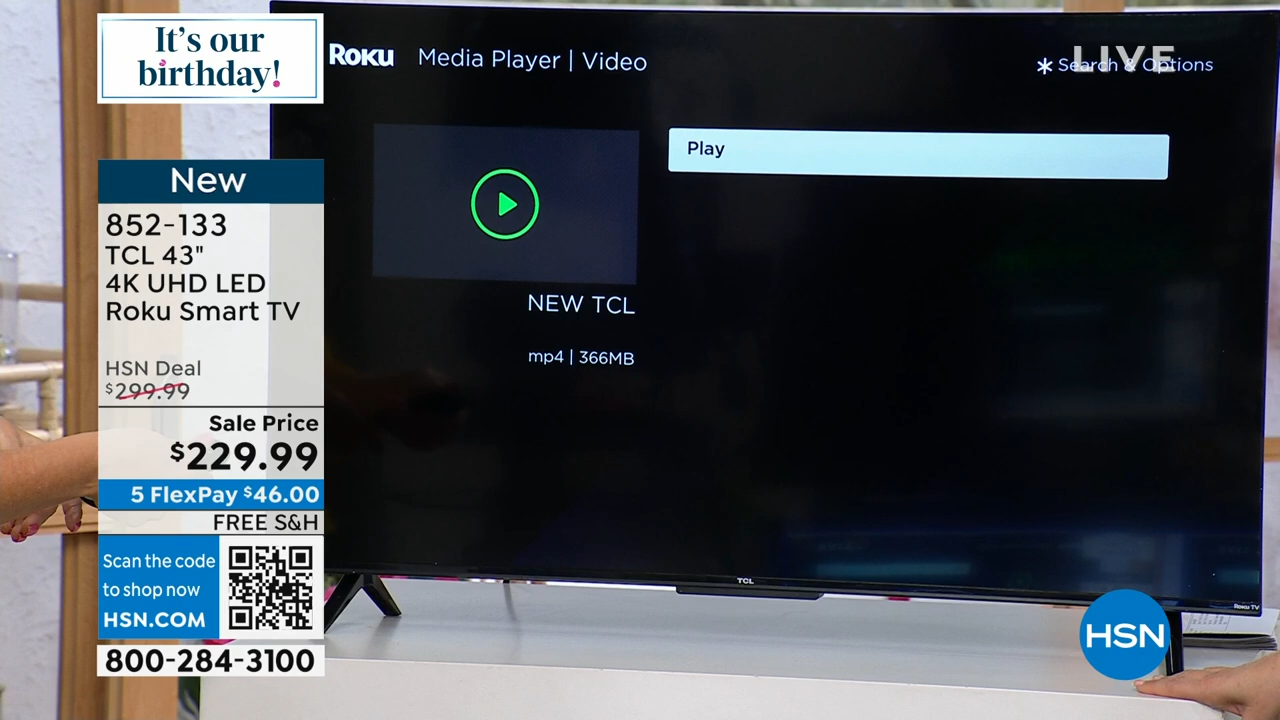 It's our
birthday!
New
852-133
TCL 43"
4K UHD LED
Roku Smart TV
HSN Deal
$299.99
Sale Price
$229.99
5 FlexPay $46.00
FREE S&H
Scan the code
to shop now
HSN.COM
800-284-3100
Roku Media Player | Video
LIVE
* Search & Options
Play
NEW TCL
mp4 | 366MB
TCL
Roku TV
HSN